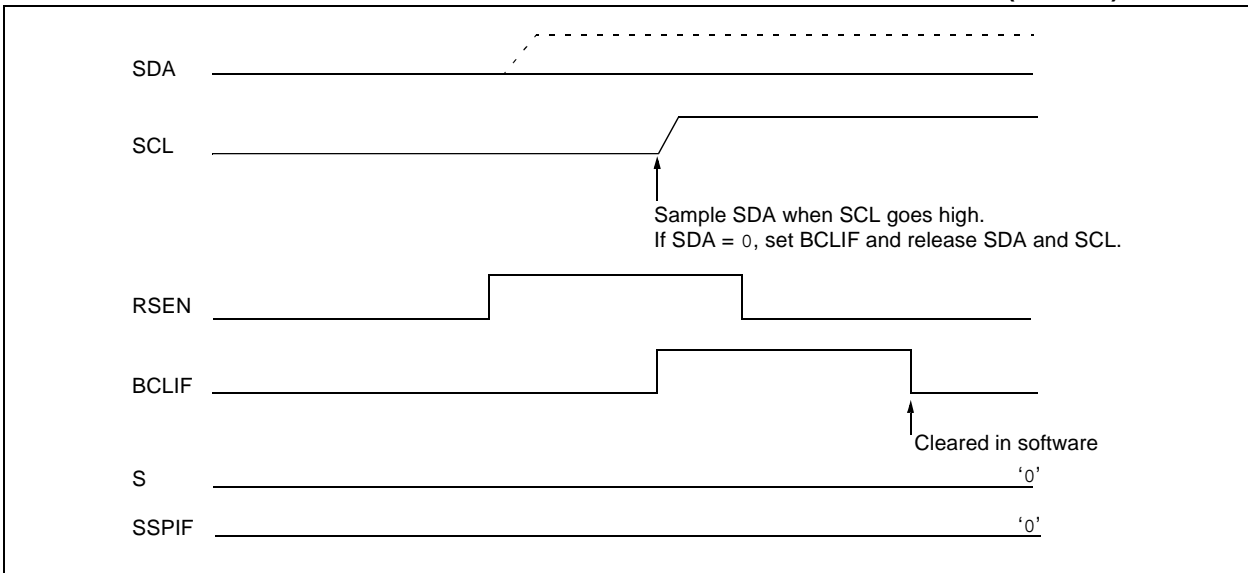 SDA
SCL
Sample SDA when SCL goes high.
If SDA = 0, set BCLIF and release SDA and SCL.
RSEN
BCLIF
Cleared in software
S
‘0’
SSPIF
‘0’